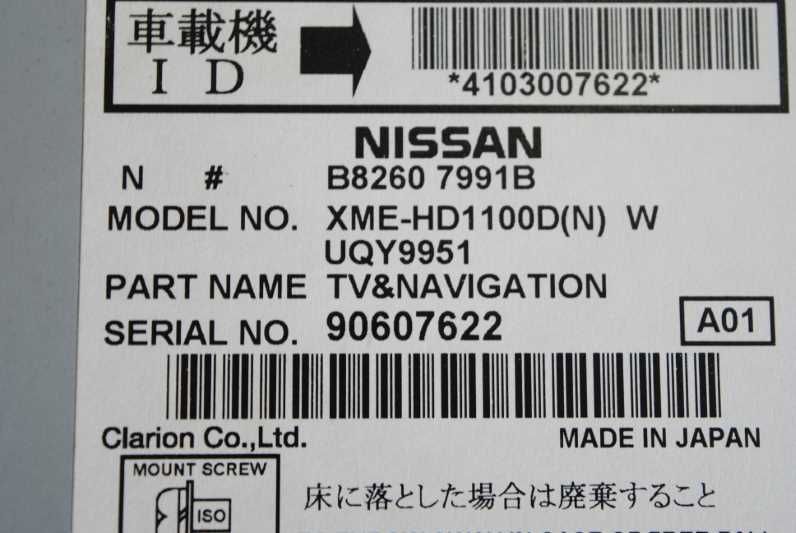 車載機
ID
*4103007622*
NISSAN
N # B8260 7991B
MODEL NO. XME-HD1100D(N) W
UQY9951
PART NAME TV&NAVIGATION
SERIAL NO. 90607622
A01
Clarion Co.,Ltd. MADE IN JAPAN
MOUNT SCREW
ISO
床に落とした場合は廃棄すること